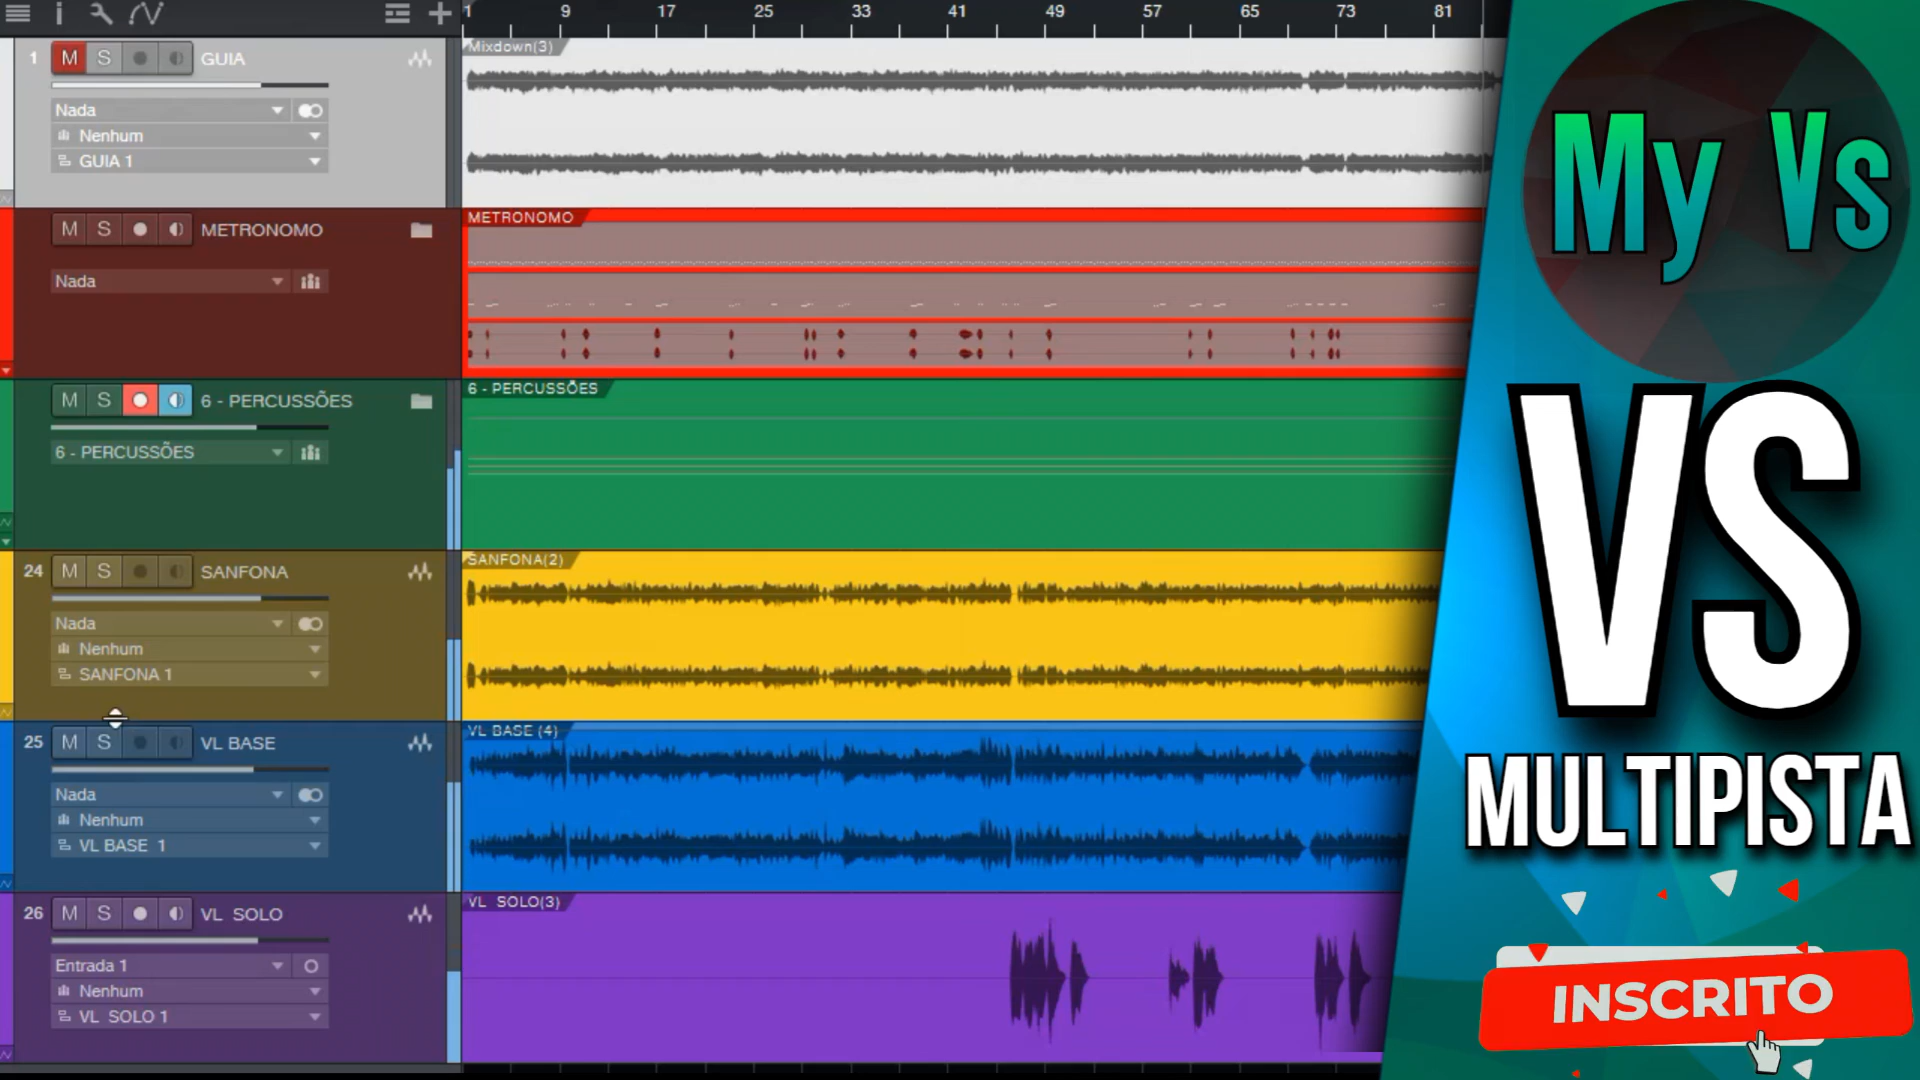 1 9 17 25 33 41 49 57 65 73 81
1 M S GUIA
Nada
Nenhum
GUIA 1
Mixdown(3)
M S METRONOMO
Nada
METRONOMO
M S 6 - PERCUSSÕES
6 - PERCUSSÕES
6 - PERCUSSÕES
24 M S SANFONA
Nada
Nenhum
SANFONA 1
SANFONA(2)
25 M S VL BASE
Nada
Nenhum
VL BASE 1
VL BASE (4)
26 M S VL SOLO
Entrada 1
Nenhum
VL SOLO 1
VL SOLO(3)
My Vs
VS
MULTIPISTA
INSCRITO